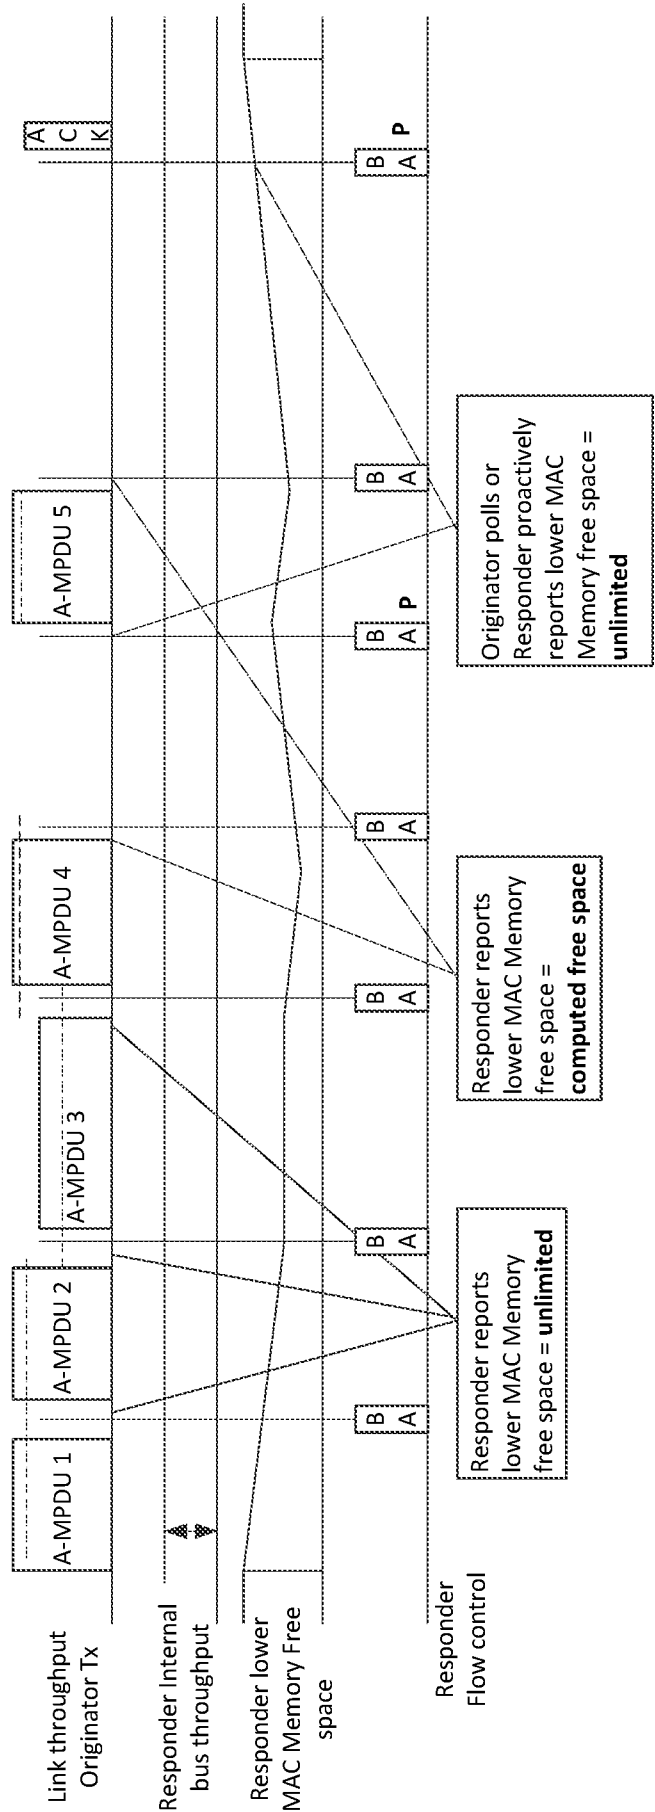 Link throughput
Originator Tx
A-MPDU 1
A-MPDU 2
A-MPDU 3
A-MPDU 4
A-MPDU 5
A
C
K
Responder Internal
bus throughput
Responder lower
MAC Memory Free
space
Responder
Flow control
B
A
B
A
B
A
B
A
B
A
P
B
A
B
A
P
Responder reports
lower MAC Memory
free space = unlimited
Responder reports
lower MAC Memory
free space =
computed free space
Originator polls or
Responder proactively
reports lower MAC
Memory free space =
unlimited